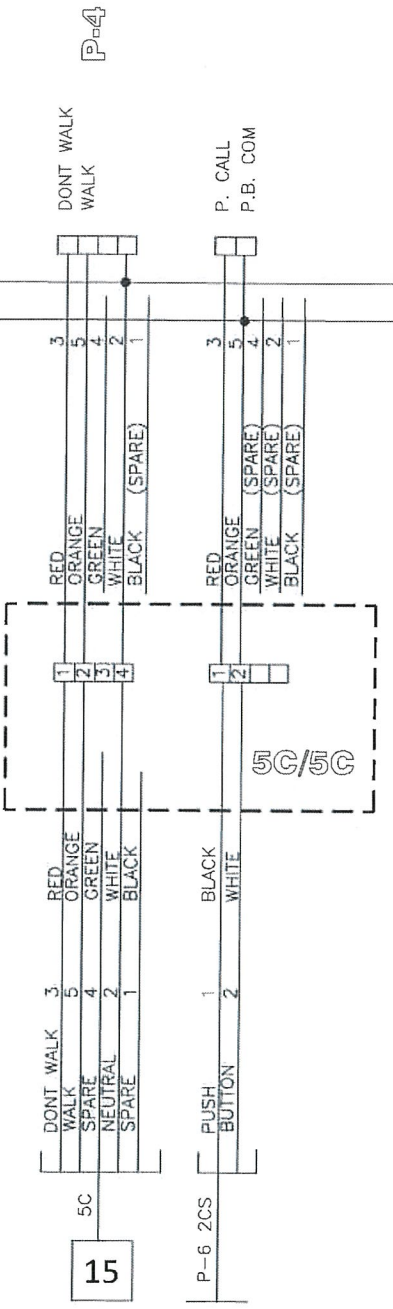 P-4
DONT WALK
WALK
3 RED
5 ORANGE
4 GREEN
2 WHITE
1 BLACK (SPARE)
1
2
3
4
DONT WALK 3 RED
WALK 5 ORANGE
SPARE 4 GREEN
NEUTRAL 2 WHITE
SPARE 1 BLACK
5C
15
P. CALL
P.B. COM
3 RED
5 ORANGE
4 GREEN (SPARE)
2 WHITE (SPARE)
1 BLACK (SPARE)
1
2
5C/5C
PUSH 1 BLACK
BUTTON 2 WHITE
P-6 2CS